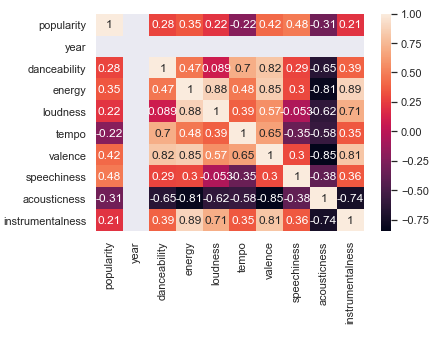 popularity 1 0.28 0.35 0.22 -0.22 0.42 0.48 -0.31 0.21
year
danceability 0.28 1 0.47 0.089 0.7 0.82 0.29 -0.65 0.39
energy 0.35 0.47 1 0.88 0.48 0.85 0.3 -0.81 0.89
loudness 0.22 0.089 0.88 1 0.39 0.57 -0.053 -0.62 0.71
tempo -0.22 0.7 0.48 0.39 1 0.65 -0.35 -0.58 0.35
valence 0.42 0.82 0.85 0.57 0.65 1 0.3 -0.85 0.81
speechiness 0.48 0.29 0.3 -0.053 -0.35 0.3 1 -0.38 0.36
acousticness -0.31 -0.65 -0.81 -0.62 -0.58 -0.85 -0.38 1 -0.74
instrumentalness 0.21 0.39 0.89 0.71 0.35 0.81 0.36 -0.74 1
popularity
year
danceability
energy
loudness
tempo
valence
speechiness
acousticness
instrumentalness
1.00
0.75
0.50
0.25
0.00
−0.25
−0.50
−0.75